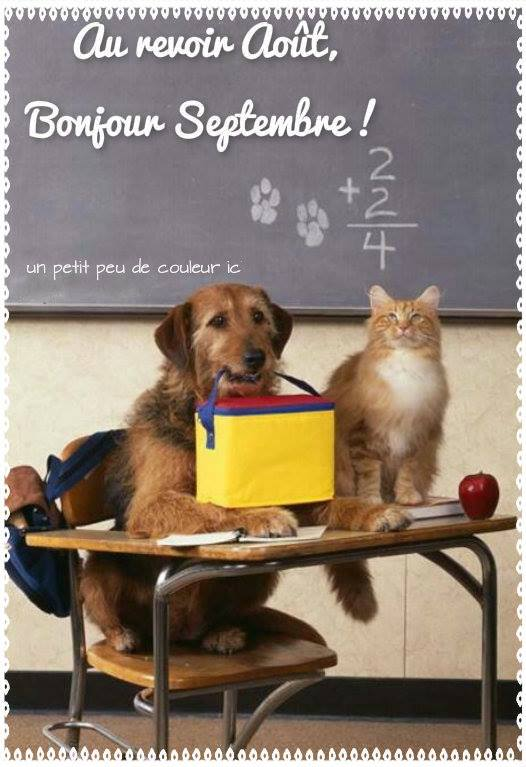 Au revoir Août,
Bonjour Septembre !
2
+ 2
4
un petit peu de couleur ic